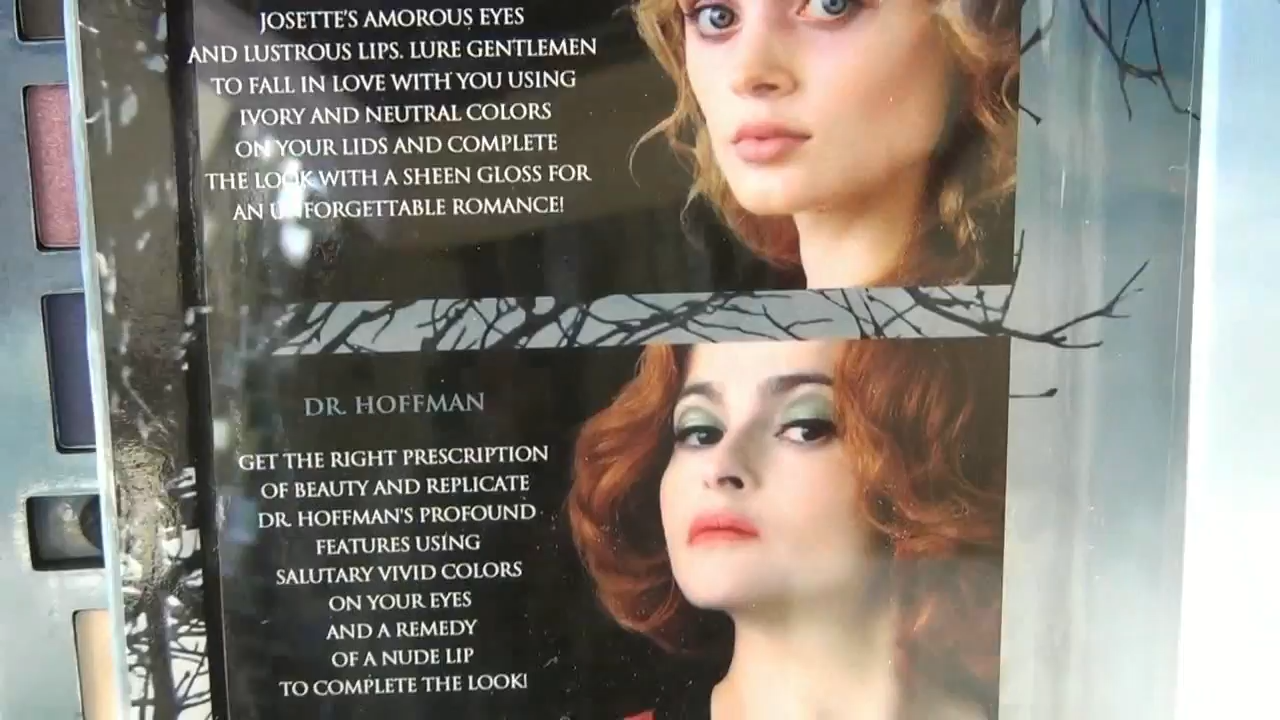 JOSETTE'S AMOROUS EYES
AND LUSTROUS LIPS. LURE GENTLEMEN
TO FALL IN LOVE WITH YOU USING
IVORY AND NEUTRAL COLORS
ON YOUR LIDS AND COMPLETE
THE LOOK WITH A SHEEN GLOSS FOR
AN UNFORGETTABLE ROMANCE!
DR. HOFFMAN
GET THE RIGHT PRESCRIPTION
OF BEAUTY AND REPLICATE
DR. HOFFMAN'S PROFOUND
FEATURES USING
SALUTARY VIVID COLORS
ON YOUR EYES
AND A REMEDY
OF A NUDE LIP
TO COMPLETE THE LOOK!